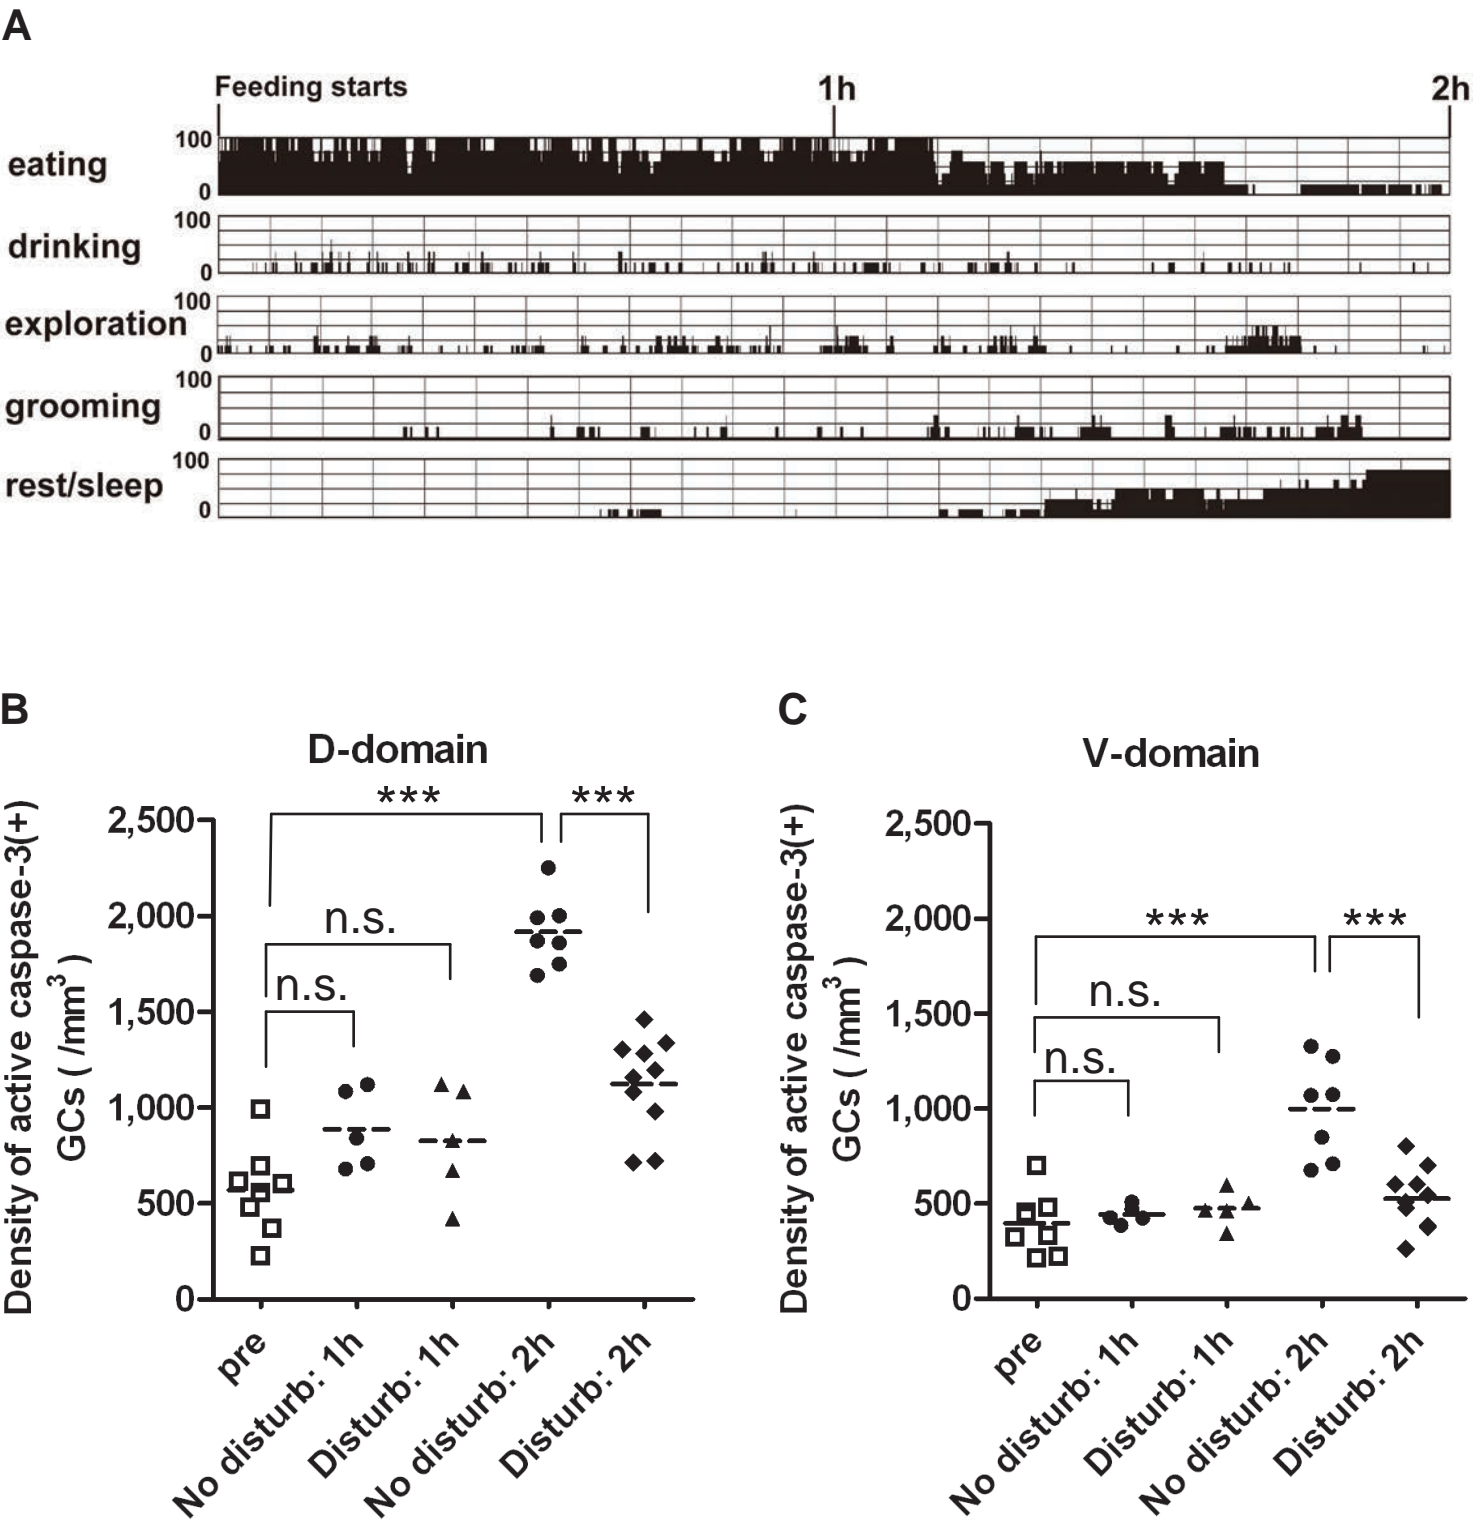 A
Feeding starts 1h 2h
eating 100 0
drinking 100 0
exploration 100 0
grooming 100 0
rest/sleep 100 0
B
D-domain
Density of active caspase-3(+)
GCs ( /mm3 )
2,500
2,000
1,500
1,000
500
0
*** ***
n.s.
n.s.
pre
No disturb: 1h
Disturb: 1h
No disturb: 2h
Disturb: 2h
C
V-domain
Density of active caspase-3(+)
GCs ( /mm3 )
2,500
2,000
1,500
1,000
500
0
*** ***
n.s.
n.s.
pre
No disturb: 1h
Disturb: 1h
No disturb: 2h
Disturb: 2h